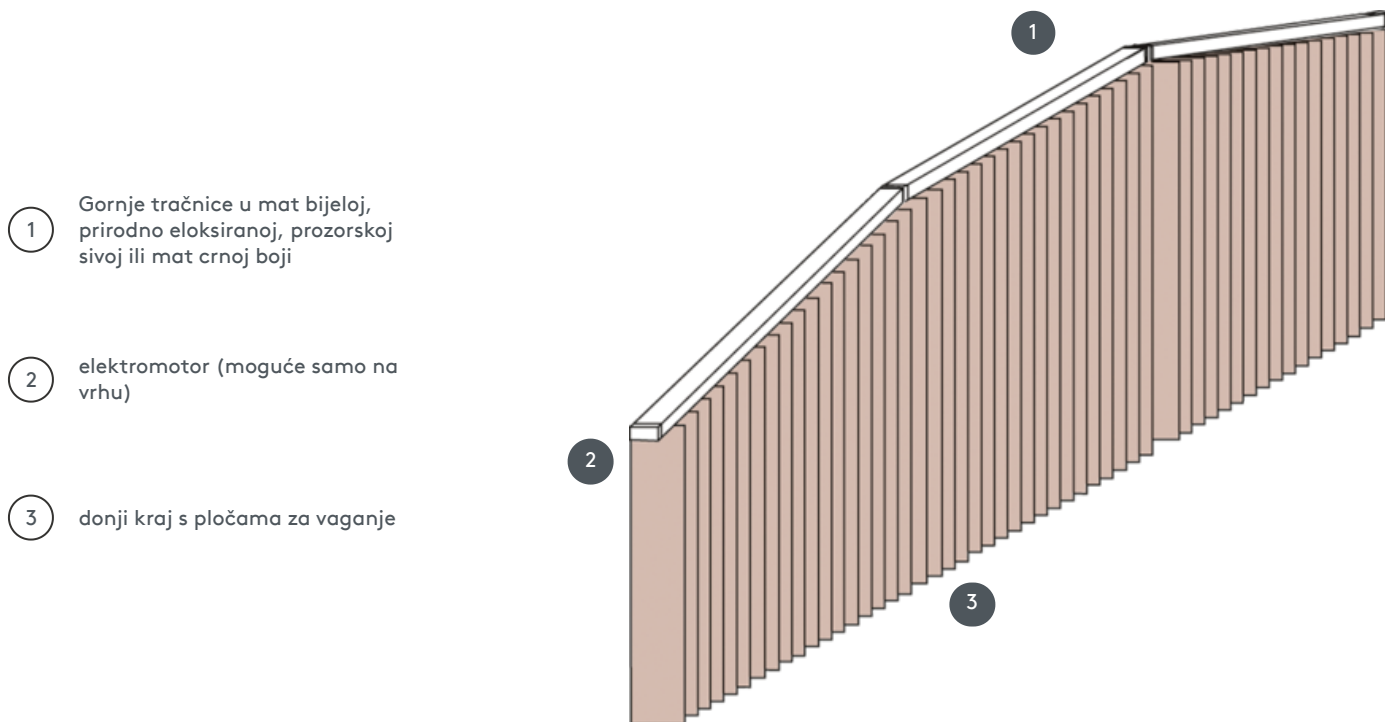 1
Gornje tračnice u mat bijeloj,
prirodno eloksiranoj, prozorskoj
sivoj ili mat crnoj boji
2
elektromotor (moguće samo na
vrhu)
3
donji kraj s pločama za vaganje
1
2
3